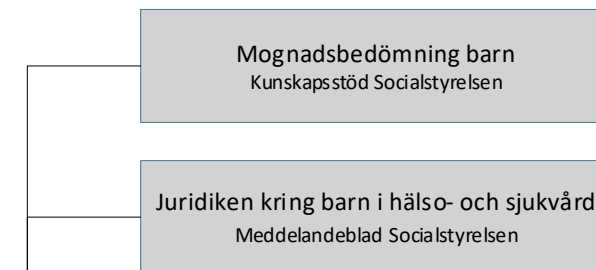 Mognadsbedömning barn
Kunskapsstöd Socialstyrelsen
Juridiken kring barn i hälso- och sjukvård
Meddelandeblad Socialstyrelsen